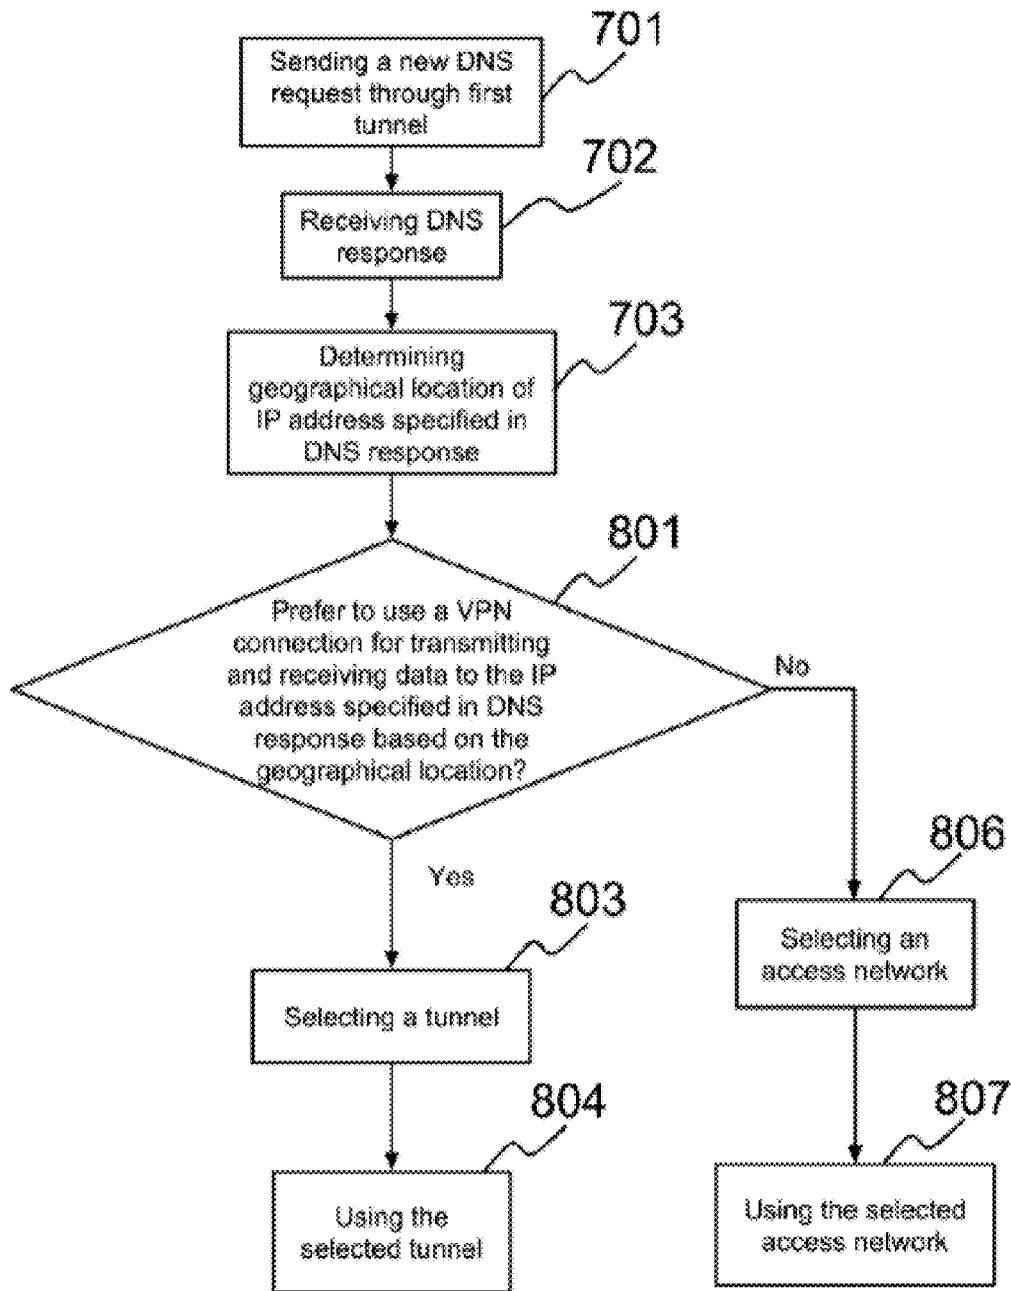 701
Sending a new DNS
request through first
tunnel
702
Receiving DNS
response
703
Determining
geographical location of
IP address specified in
DNS response
801
Prefer to use a VPN
connection for transmitting
and receiving data to the IP
address specified in DNS
response based on the
geographical location?
No
Yes
806
Selecting an
access network
803
Selecting a tunnel
804
Using the
selected tunnel
807
Using the selected
access network